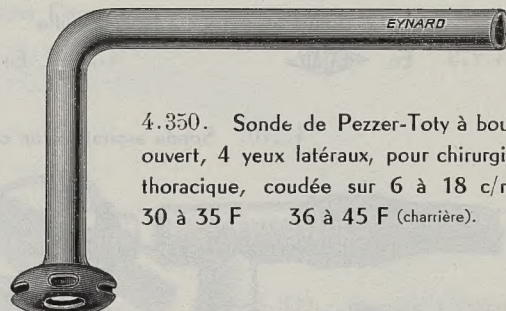 EYNARD
4.350. Sonde de Pezzer-Toty à bou
ouvert, 4 yeux latéraux, pour chirurgi
thoracique, coudée sur 6 à 18 c/m
30 à 35 F 36 à 45 F (charrière).